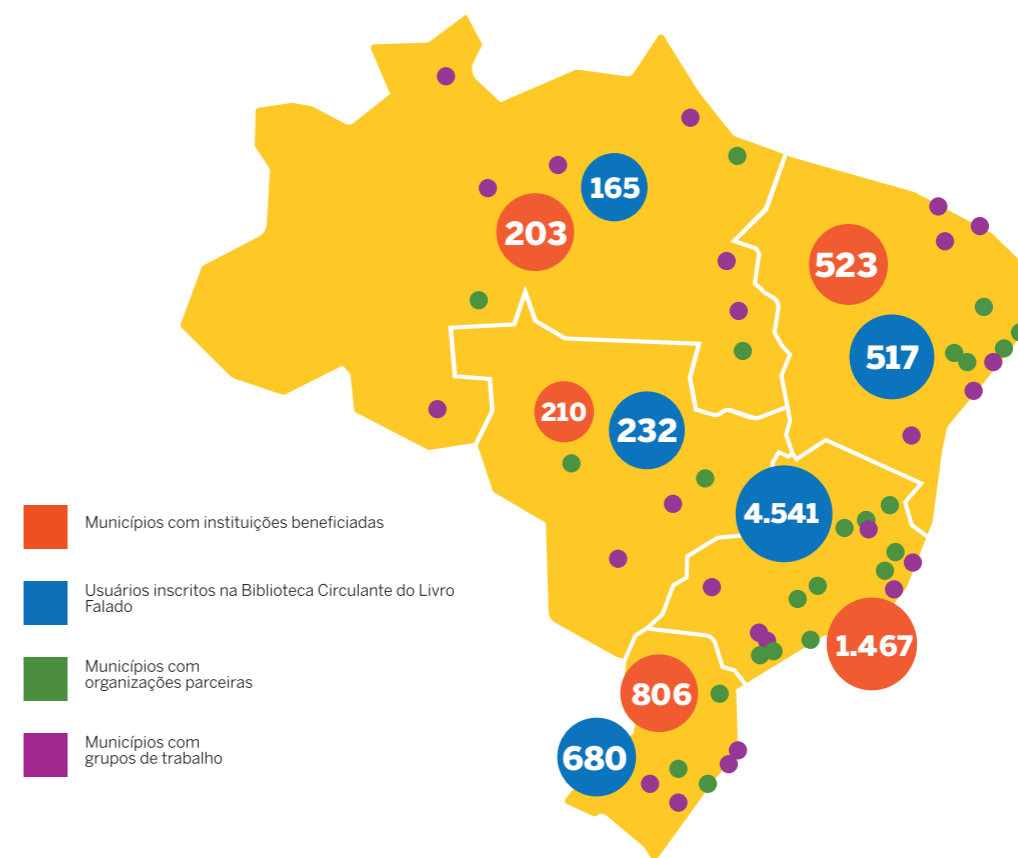 165
203
523
517
210
232
4.541
1.467
806
680
Municípios com instituições beneficiadas
Usuários inscritos na Biblioteca Circulante do Livro
Falado
Municípios com
organizações parceiras
Municípios com
grupos de trabalho